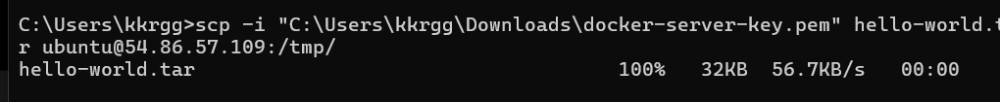 C:\Users\kkrgg>scp -i "C:\Users\kkrgg\Downloads\docker-server-key.pem" hello-world.t
r ubuntu@54.86.57.109:/tmp/
hello-world.tar 100% 32KB 56.7KB/s 00:00